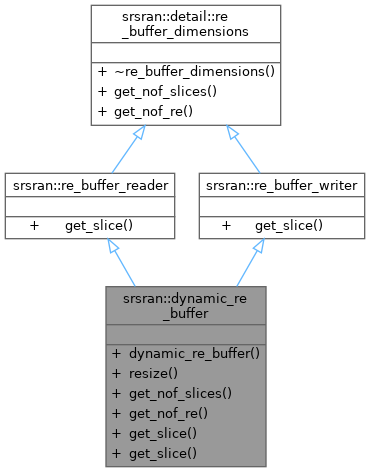 srsran::detail::re
_buffer_dimensions
+ ~re_buffer_dimensions()
+ get_nof_slices()
+ get_nof_re()
srsran::re_buffer_reader
+ get_slice()
srsran::re_buffer_writer
+ get_slice()
srsran::dynamic_re
_buffer
+ dynamic_re_buffer()
+ resize()
+ get_nof_slices()
+ get_nof_re()
+ get_slice()
+ get_slice()